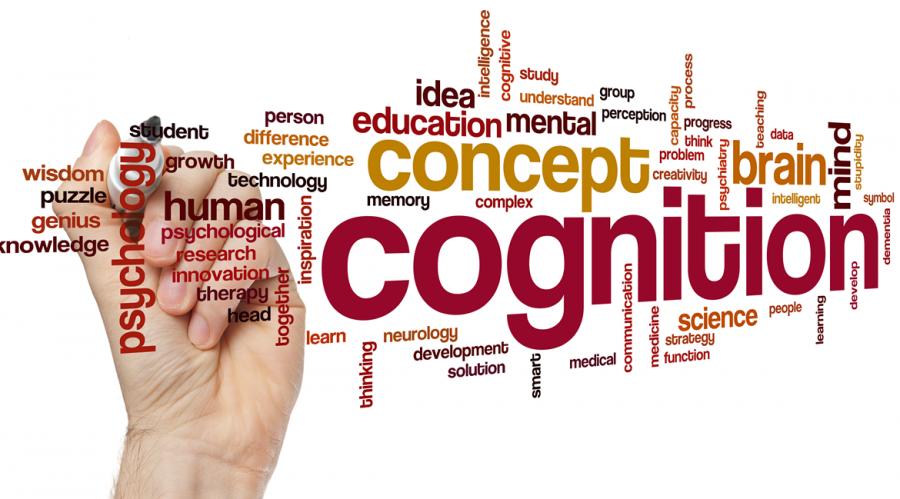 intelligence
cognitive
process
study
idea
understand
group
capacity
teaching
person
education
mental
perception
progress
data
student
difference
concept
think
psychiatry
brain
mind
stupidity
psychology
growth
experience
problem
wisdom
technology
creativity
puzzle
human
memory
complex
intelligent
symbol
genius
psychological
inspiration
cognition
dementia
knowledge
research
innovation
therapy
together
communication
develop
head
learn
neurology
medicine
science
people
learning
thinking
development
strategy
solution
smart
medical
function